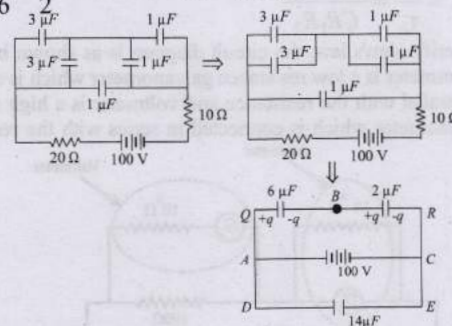 6 2
3 μF 1 μF 3 μF 1 μF
3 μF 1 μF ⇒ 3 μF 1 μF
1 μF 1 μF
10 Ω 10 Ω
20 Ω 100 V 20 Ω 100 V
⇓
6 μF B 2 μF
Q +q -q +q -q R
A 100 V C
D E
14μF